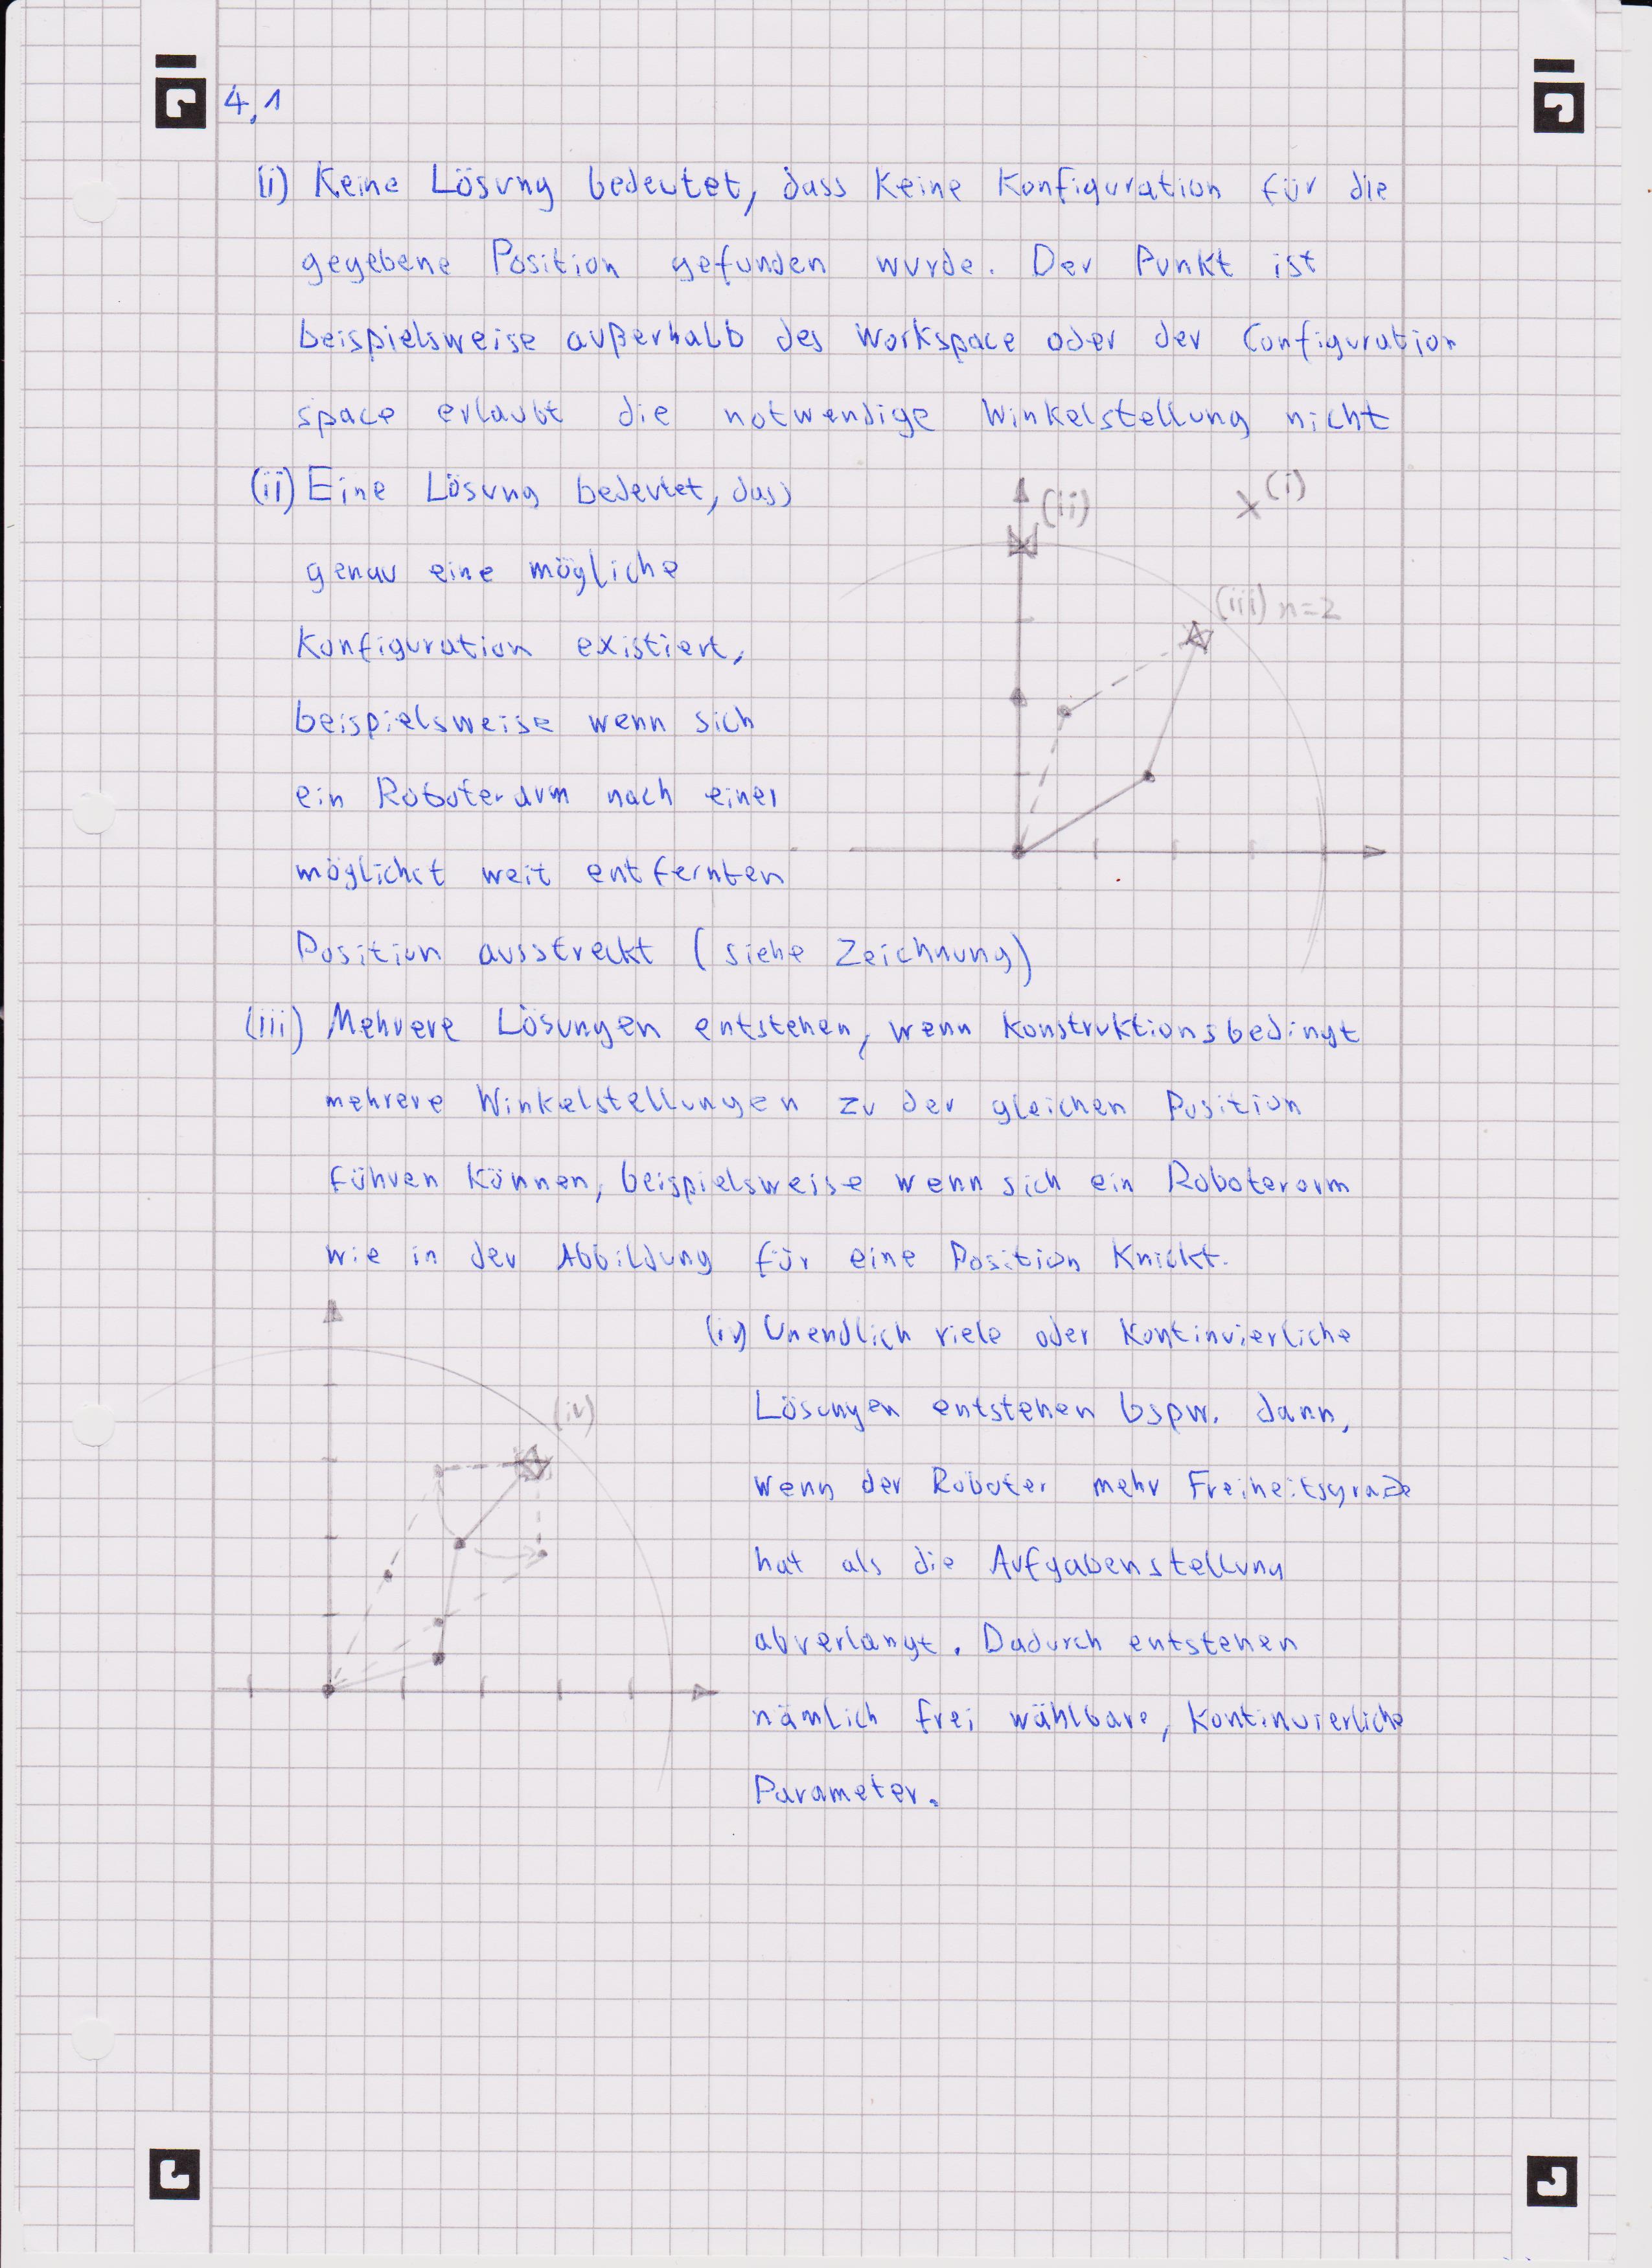 4,1
(i) Keine Lösung bedeutet, dass keine Konfiguration für die
gegebene Position gefunden wurde. Der Punkt ist
beispielsweise außerhalb des Workspace oder der Configuration
space erlaubt die notwendige Winkelstellung nicht
(ii) Eine Lösung bedeutet, dass
genau eine mögliche
Konfiguration existiert,
beispielsweise wenn sich
ein Roboterarm nach einer
möglichst weit entfernten
Position ausstreckt (siehe Zeichnung)
(ii)
(i)
(iii) n=2
(iii) Mehrere Lösungen entstehen, wenn konstruktionsbedingt
mehrere Winkelstellungen zu der gleichen Position
führen können, beispielsweise wenn sich ein Roboterarm
wie in der Abbildung für eine Position knickt.
(iv)
(iv) Unendlich viele oder kontinuierliche
Lösungen entstehen bspw. dann,
wenn der Roboter mehr Freiheitsgrade
hat als die Aufgabenstellung
abverlangt. Dadurch entstehen
nämlich frei wählbare, kontinuierliche
Parameter.